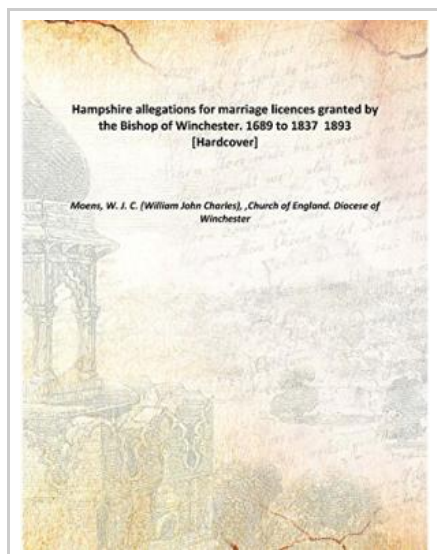 Hampshire allegations for marriage licences granted by
the Bishop of Winchester. 1689 to 1837 1893
[Hardcover]
Moens, W. J. C. (William John Charles), ,Church of England. Diocese of
Winchester